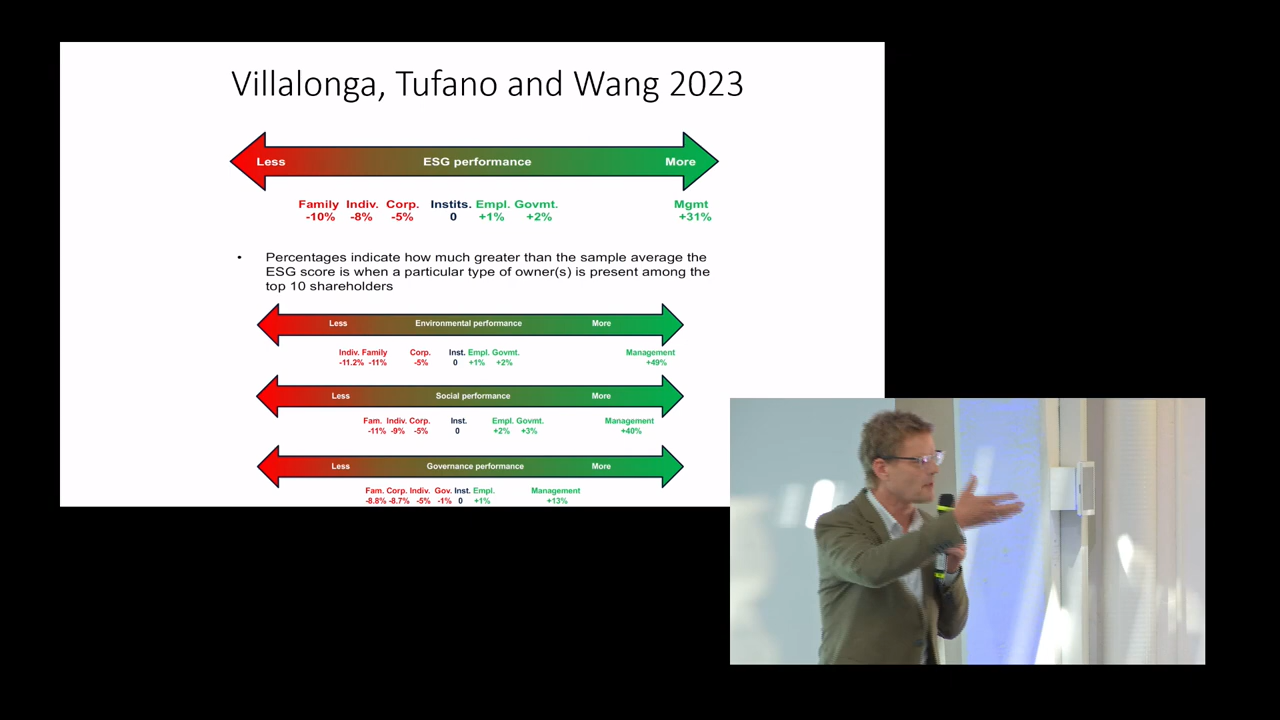 Villalonga, Tufano and Wang 2023
Less ESG performance More
Family Indiv. Corp. Instits. Empl. Govmt. Mgmt
-10% -8% -5% 0 +1% +2% +31%
• Percentages indicate how much greater than the sample average the
ESG score is when a particular type of owner(s) is present among the
top 10 shareholders
Less Environmental performance More
Indiv. Family Corp. Inst. Empl. Govmt. Management
-11.2% -11% -5% 0 +1% +2% +49%
Less Social performance More
Fam. Indiv. Corp. Inst. Empl. Govmt. Management
-11% -9% -5% 0 +2% +3% +40%
Less Governance performance More
Fam. Corp. Indiv. Gov. Inst. Empl. Management
-8.8% -8.7% -5% -1% 0 +1% +13%